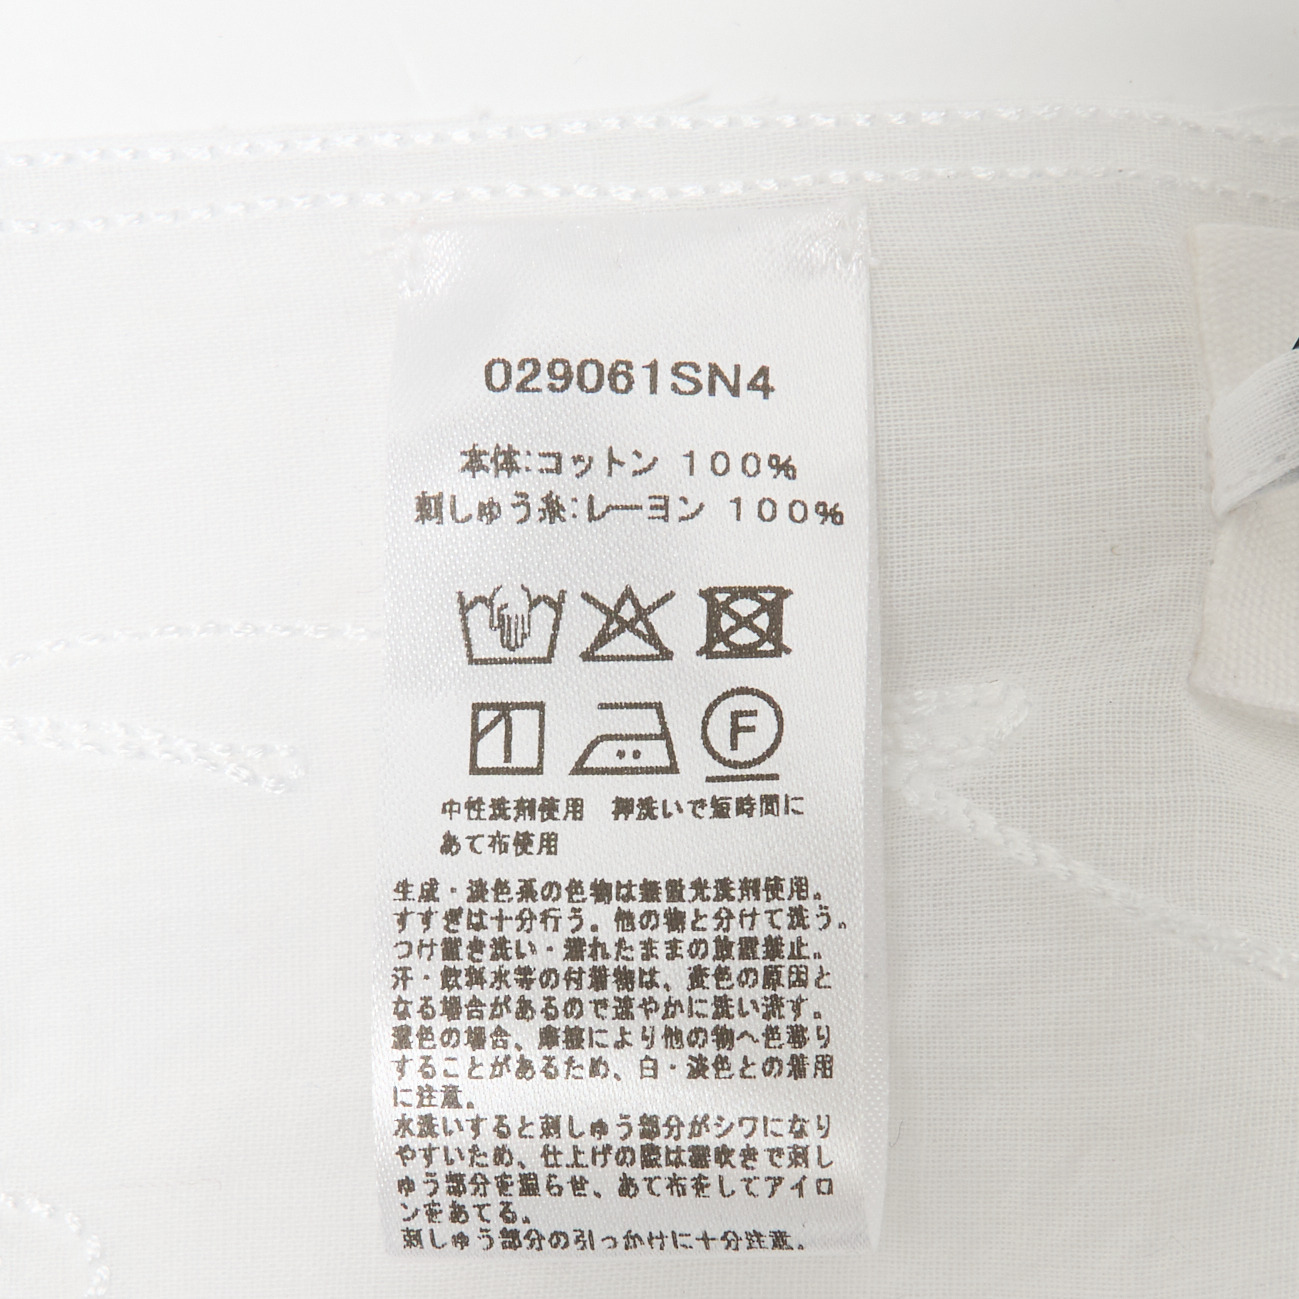 029061SN4
本体:コットン 100%
刺しゅう糸:レーヨン 100%
F
中性洗剤使用　押洗いで短時間に
あて布使用
生成・淡色系の色物は無蛍光洗剤使用。
すすぎは十分行う。他の物と分けて洗う。
つけ置き洗い・濡れたままの放置禁止。
汗・飲料水等の付着物は、変色の原因と
なる場合があるので速やかに洗い流す。
濃色の場合、摩擦により他の物へ色移り
することがあるため、白・淡色との着用
に注意。
水洗いすると刺しゅう部分がシワになり
やすいため、仕上げの際は霧吹きで刺し
ゅう部分を湿らせ、あて布をしてアイロ
ンをあてる。
刺しゅう部分の引っかけに十分注意。